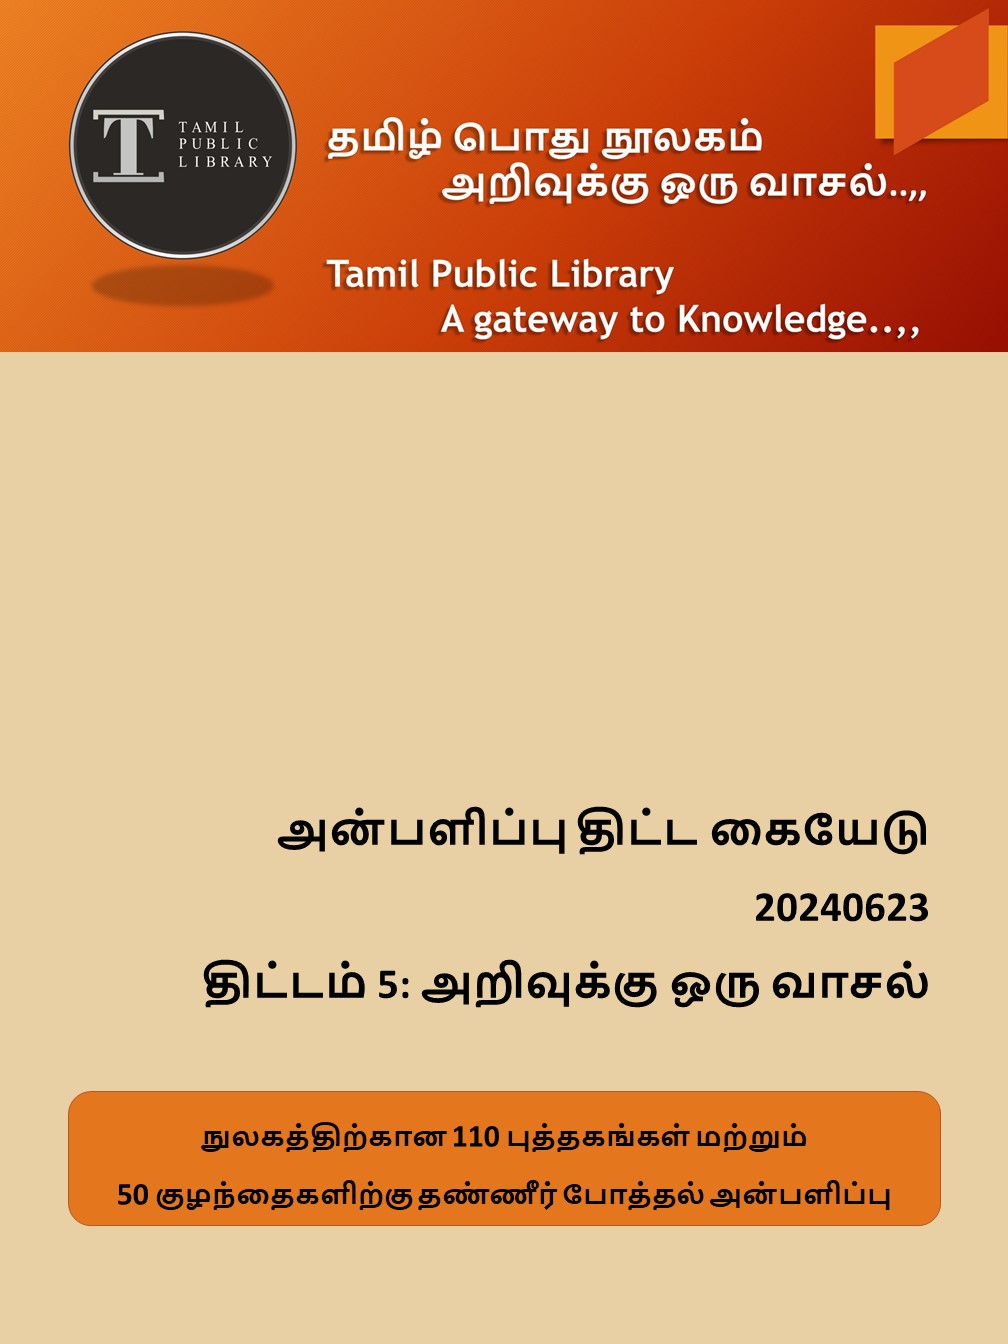 TAMIL
PUBLIC
LIBRARY
தமிழ் பொது நூலகம்
அறிவுக்கு ஒரு வாசல்..,,
Tamil Public Library
A gateway to Knowledge..,,
அன்பளிப்பு திட்ட கையேடு
20240623
திட்டம் 5: அறிவுக்கு ஒரு வாசல்
நுலகத்திற்கான 110 புத்தகங்கள் மற்றும்
50 குழந்தைகளிற்கு தண்ணீர் போத்தல் அன்பளிப்பு